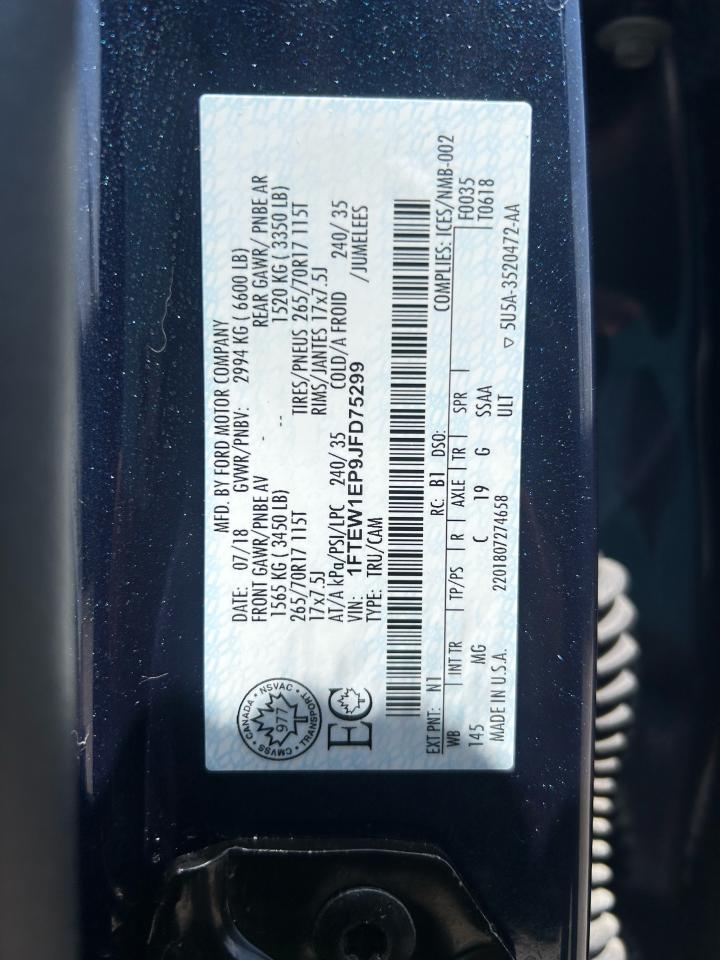 MFD. BY FORD MOTOR COMPANY
DATE: 07/18 GVWR/PNBV: 2994 KG ( 6600 LB)
FRONT GAWR/PNBE AV REAR GAWR/ PNBE AR
1565 KG ( 3450 LB) 1520 KG ( 3350 LB)
265/70R17 115T -- TIRES/PNEUS 265/70R17 115T
17x7.5J RIMS/JANTES 17x7.5J
AT/A kPa/PSI/LPC 240/ 35 COLD/A FROID 240/ 35
VIN: 1FTEW1EP9JFD75299 /JUMELEES
TYPE: TRU/CAM
CMVSS • CANADA • NSVAC • TRANSPORT •
977
EC
COMPLIES: ICES/NMB-002
EXT PNT: N1 RC: B1 DSO: F0035
WB INT TR TP/PS R AXLE TR SPR T0618
145 MG C 19 G SSAA
MADE IN U.S.A. 2201807274658 ULT ▽ 5U5A-3520472-AA